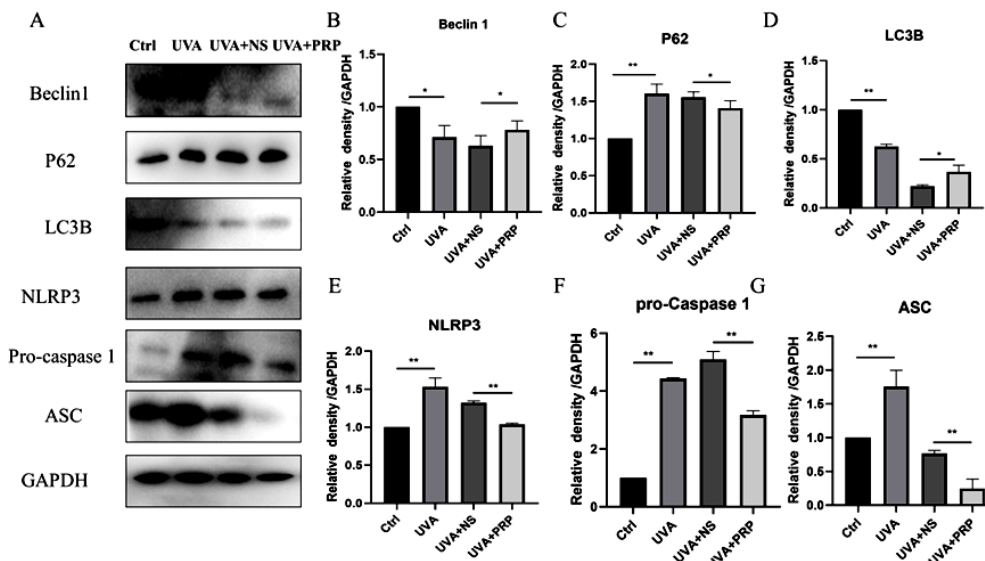 A
Ctrl UVA UVA+NS UVA+PRP
Beclin1
P62
LC3B
NLRP3
Pro-caspase 1
ASC
GAPDH
B
Beclin 1
Relative density /GAPDH
1.5
1.0
0.5
0.0
* *
Ctrl
UVA
UVA+NS
UVA+PRP
C
P62
Relative density /GAPDH
2.5
2.0
1.5
1.0
0.5
0.0
** *
Ctrl
UVA
UVA+NS
UVA+PRP
D
LC3B
Relative density /GAPDH
1.5
1.0
0.5
0.0
** *
Ctrl
UVA
UVA+NS
UVA+PRP
E
NLRP3
Relative density /GAPDH
2.0
1.5
1.0
0.5
0.0
** **
Ctrl
UVA
UVA+NS
UVA+PRP
F
pro-Caspase 1
Relative density /GAPDH
6
4
2
0
** **
Ctrl
UVA
UVA+NS
UVA+PRP
G
ASC
Relative density /GAPDH
2.5
2.0
1.5
1.0
0.5
0.0
** **
Ctrl
UVA
UVA+NS
UVA+PRP